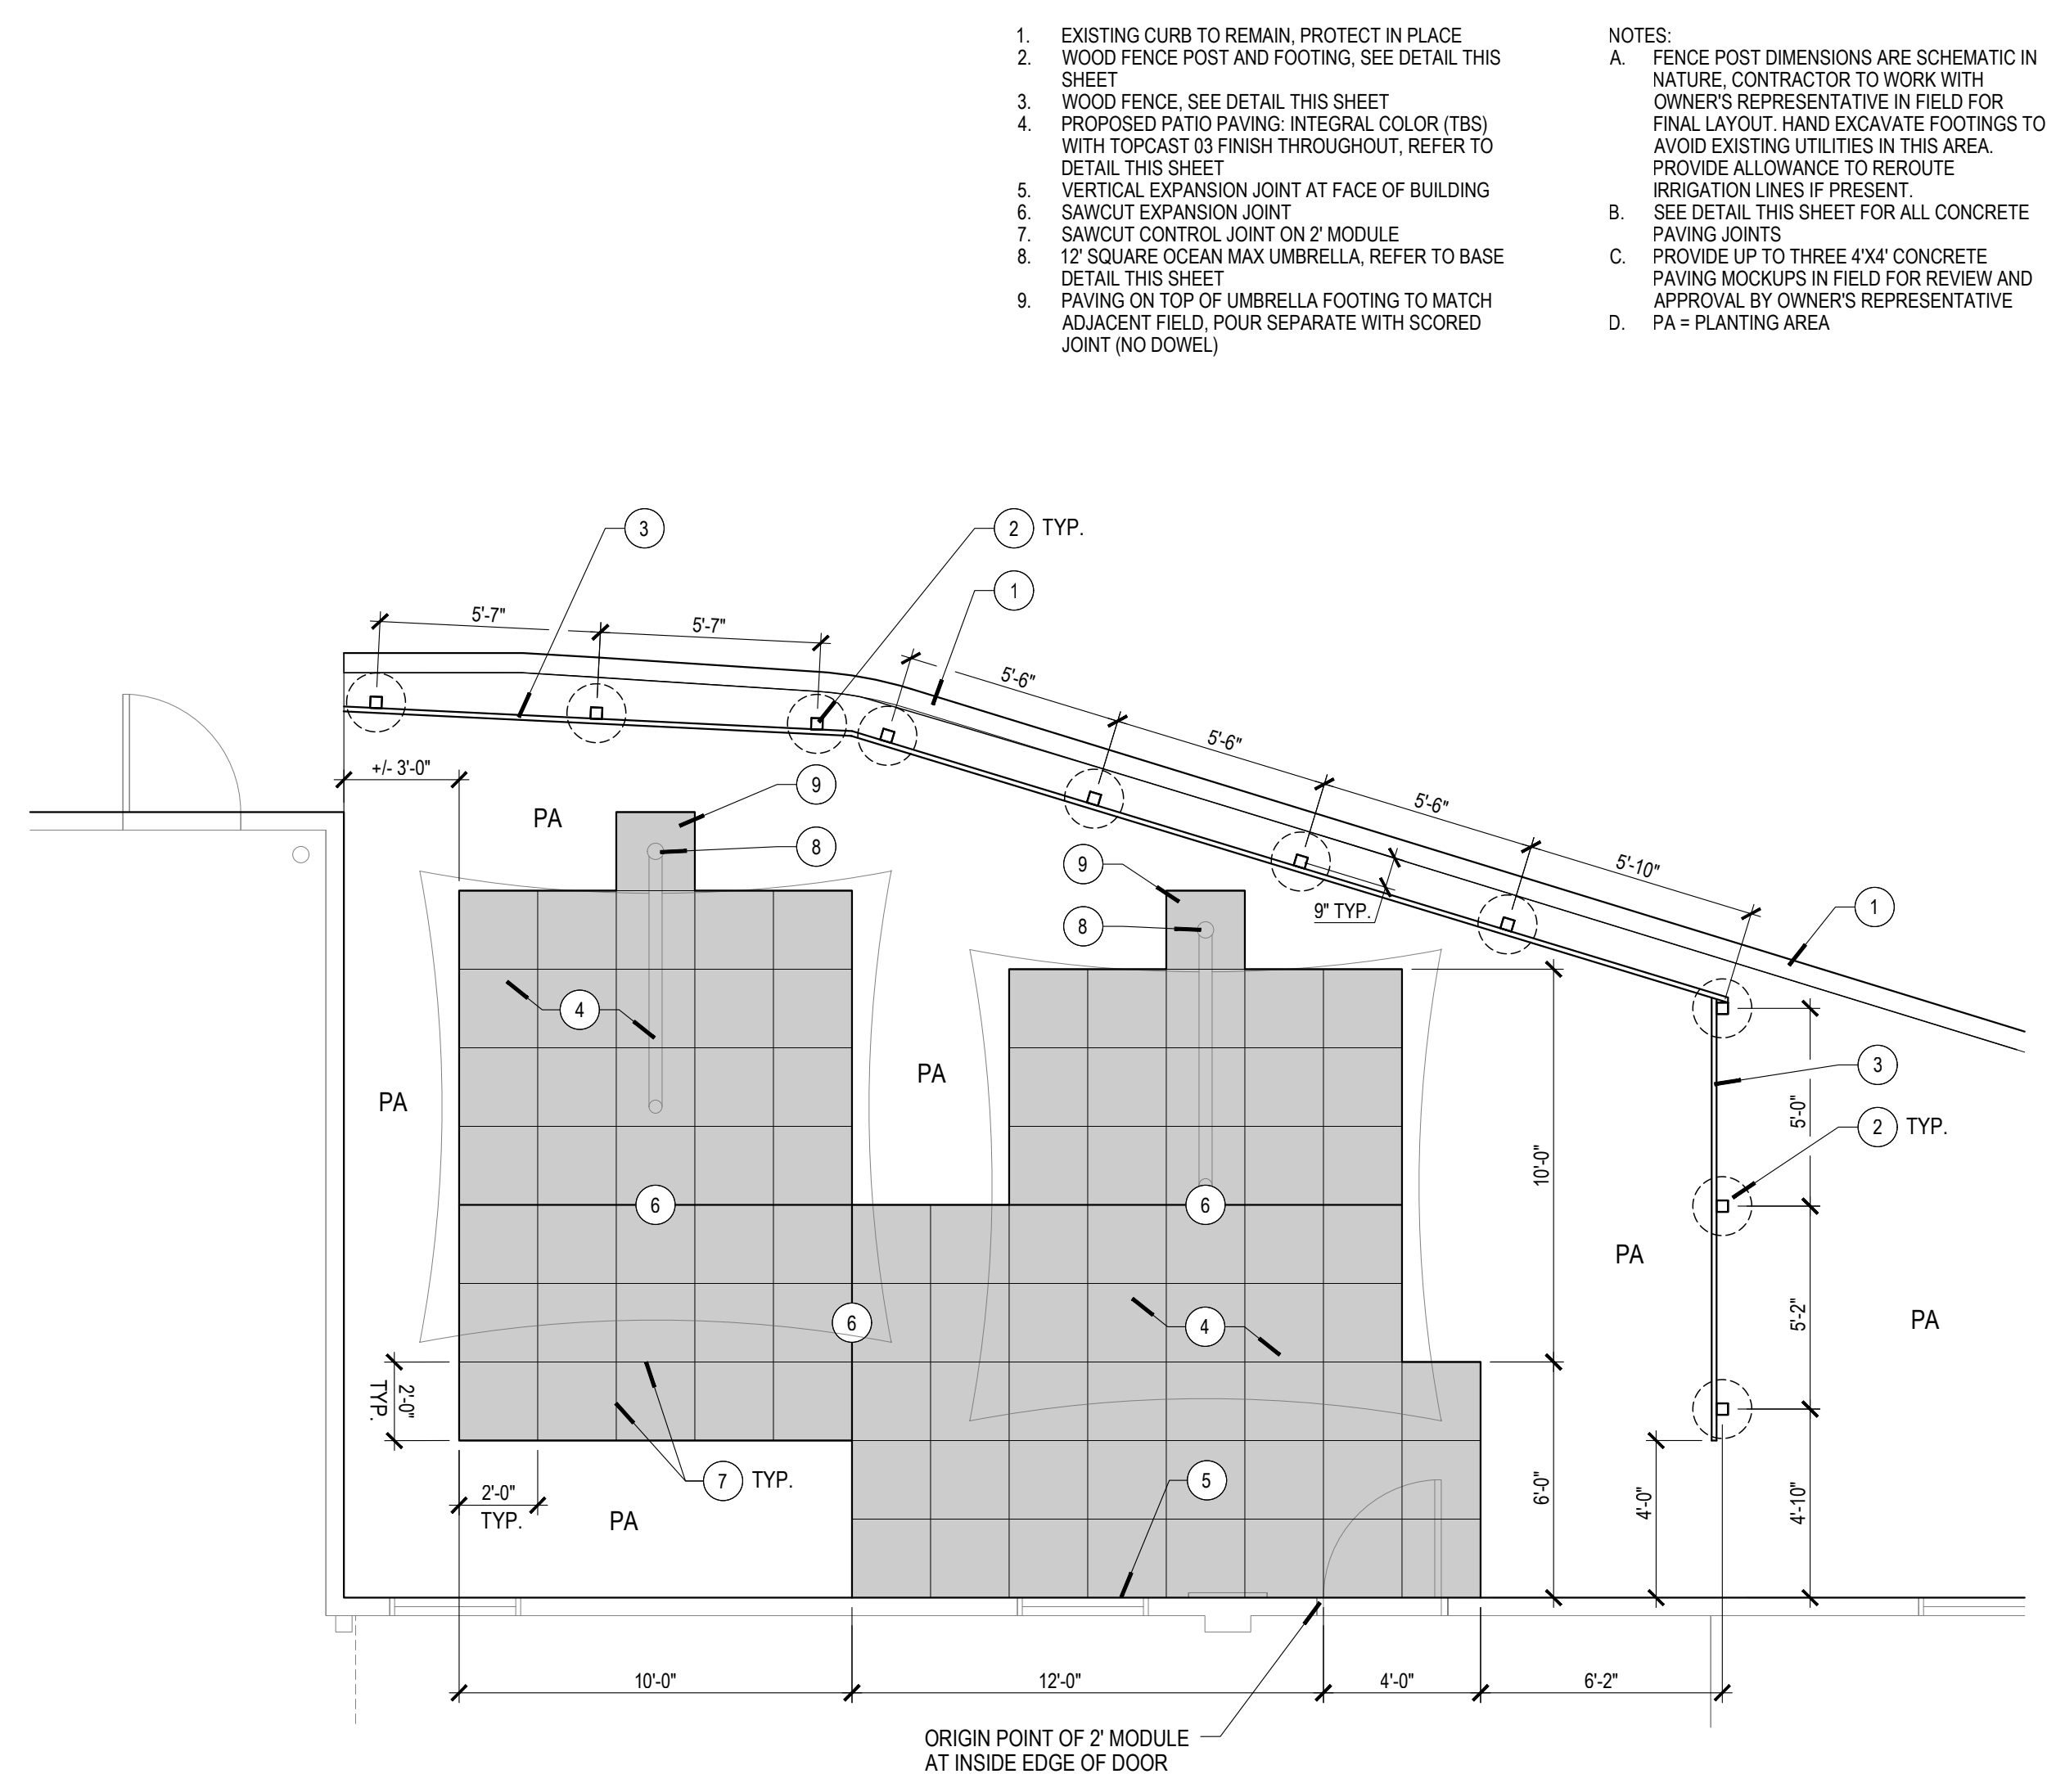 1. EXISTING CURB TO REMAIN, PROTECT IN PLACE
2. WOOD FENCE POST AND FOOTING, SEE DETAIL THIS
SHEET
3. WOOD FENCE, SEE DETAIL THIS SHEET
4. PROPOSED PATIO PAVING: INTEGRAL COLOR (TBS)
WITH TOPCAST 03 FINISH THROUGHOUT, REFER TO
DETAIL THIS SHEET
5. VERTICAL EXPANSION JOINT AT FACE OF BUILDING
6. SAWCUT EXPANSION JOINT
7. SAWCUT CONTROL JOINT ON 2' MODULE
8. 12' SQUARE OCEAN MAX UMBRELLA, REFER TO BASE
DETAIL THIS SHEET
9. PAVING ON TOP OF UMBRELLA FOOTING TO MATCH
ADJACENT FIELD, POUR SEPARATE WITH SCORED
JOINT (NO DOWEL)
NOTES:
A. FENCE POST DIMENSIONS ARE SCHEMATIC IN
NATURE, CONTRACTOR TO WORK WITH
OWNER'S REPRESENTATIVE IN FIELD FOR
FINAL LAYOUT. HAND EXCAVATE FOOTINGS TO
AVOID EXISTING UTILITIES IN THIS AREA.
PROVIDE ALLOWANCE TO REROUTE
IRRIGATION LINES IF PRESENT.
B. SEE DETAIL THIS SHEET FOR ALL CONCRETE
PAVING JOINTS
C. PROVIDE UP TO THREE 4'X4' CONCRETE
PAVING MOCKUPS IN FIELD FOR REVIEW AND
APPROVAL BY OWNER'S REPRESENTATIVE
D. PA = PLANTING AREA
3
2 TYP.
1
5'-7"
5'-7"
5'-6"
5'-6"
5'-6"
5'-10"
+/- 3'-0"
9
PA
8
9
8
9" TYP.
1
4
PA
PA
3
5'-0"
2 TYP.
10'-0"
6
6
PA
5'-2"
PA
6
4
2'-0"
TYP.
7 TYP.
5
2'-0"
TYP.
PA
6'-0"
4'-0"
4'-10"
10'-0"
12'-0"
4'-0"
6'-2"
ORIGIN POINT OF 2' MODULE
AT INSIDE EDGE OF DOOR